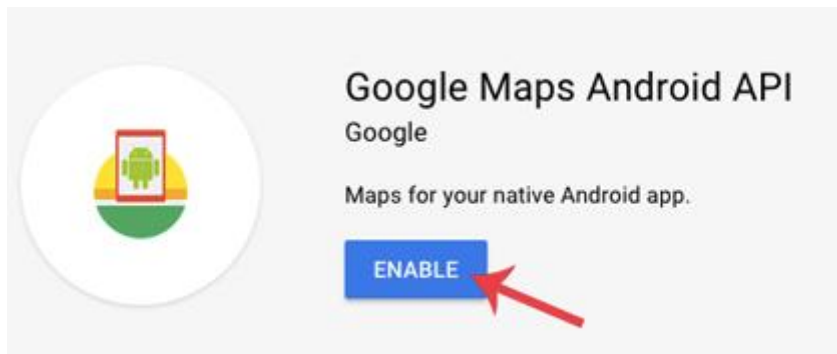 Google Maps Android API
Google
Maps for your native Android app.
ENABLE